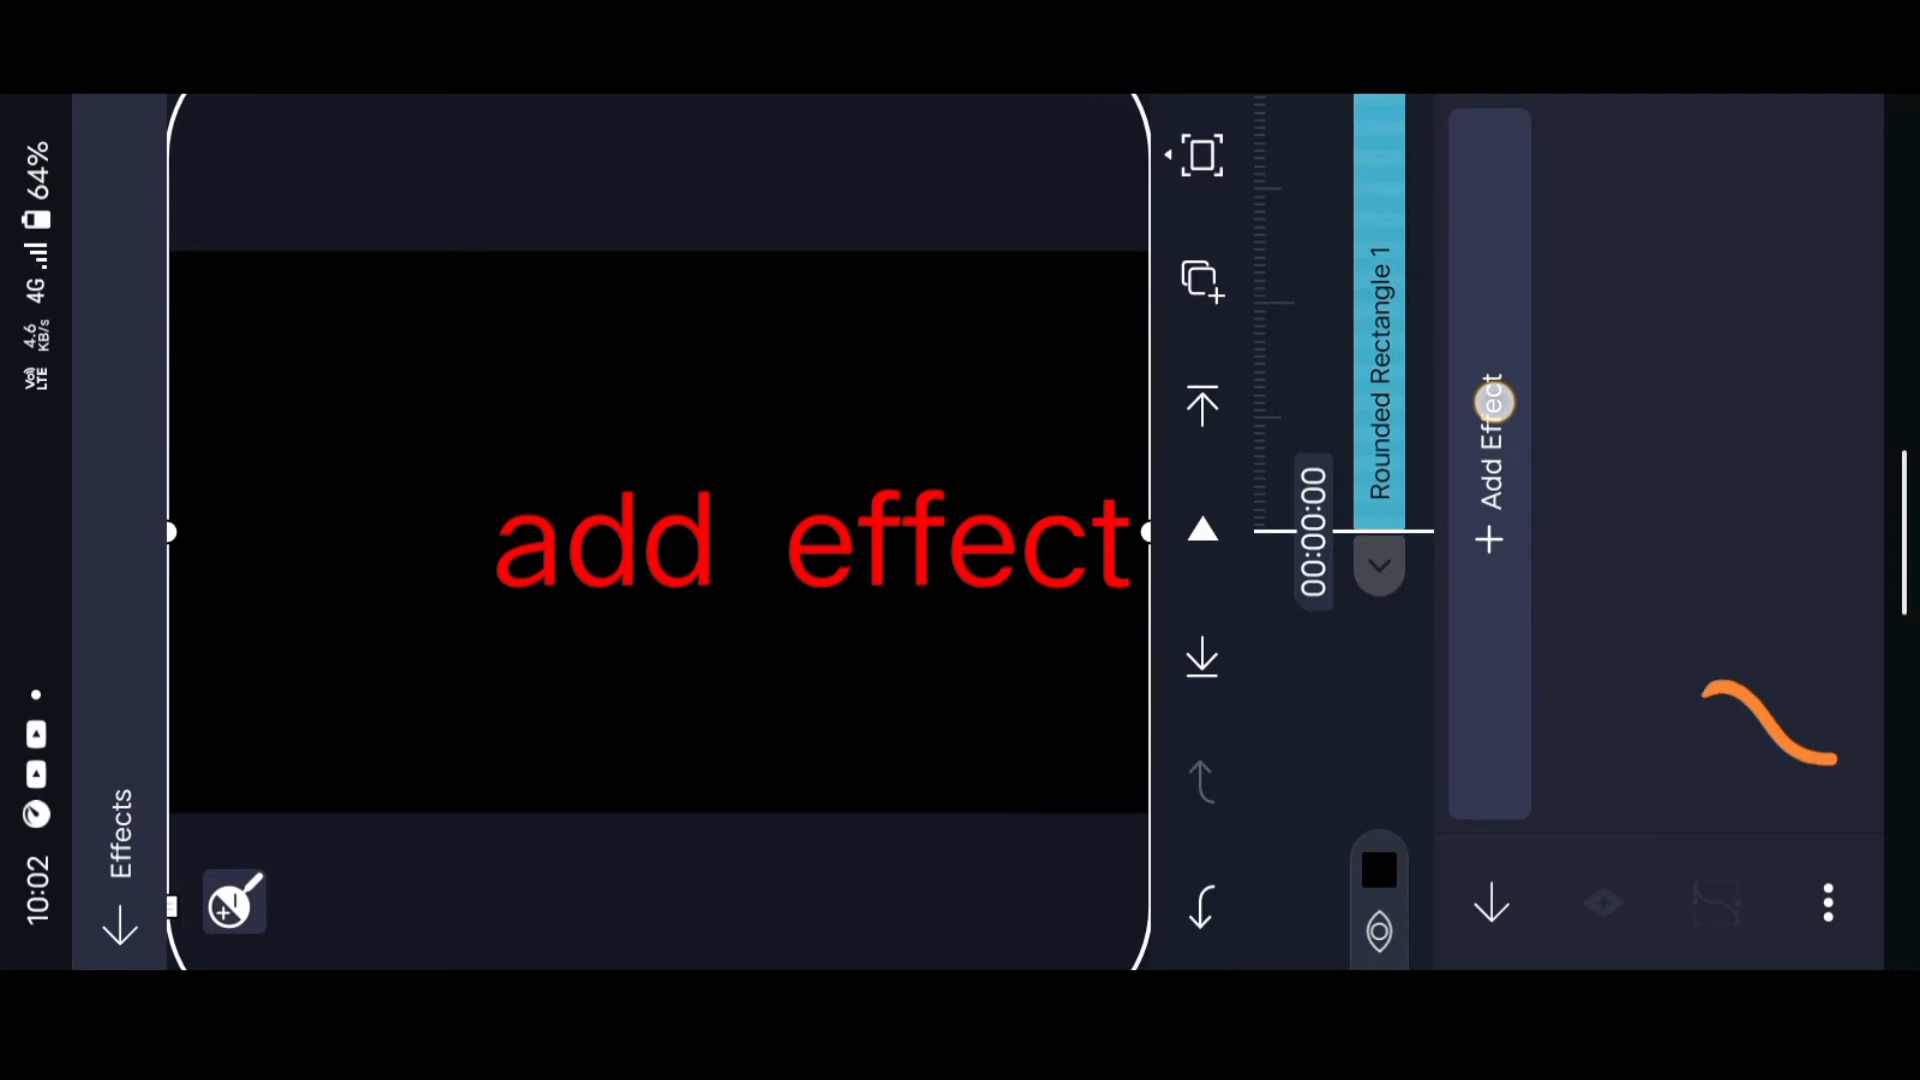 10:02
Vo)
LTE
4.6
KB/s
4G
64%
Effects
add effect
00:00:00
Rounded Rectangle 1
+ Add Effect